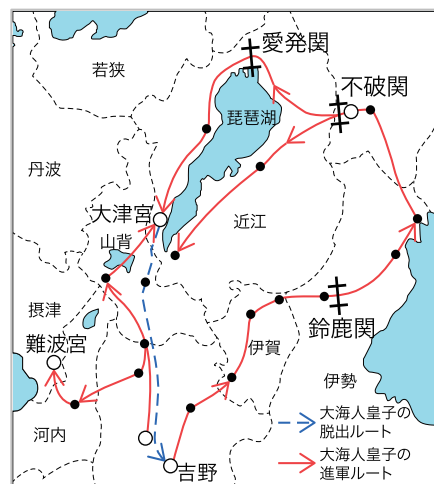 愛発関
若狭
不破関
琵琶湖
丹波
大津宮
近江
山背
摂津
鈴鹿関
難波宮
伊賀
伊勢
大海人皇子の
脱出ルート
河内
大海人皇子の
進軍ルート
吉野